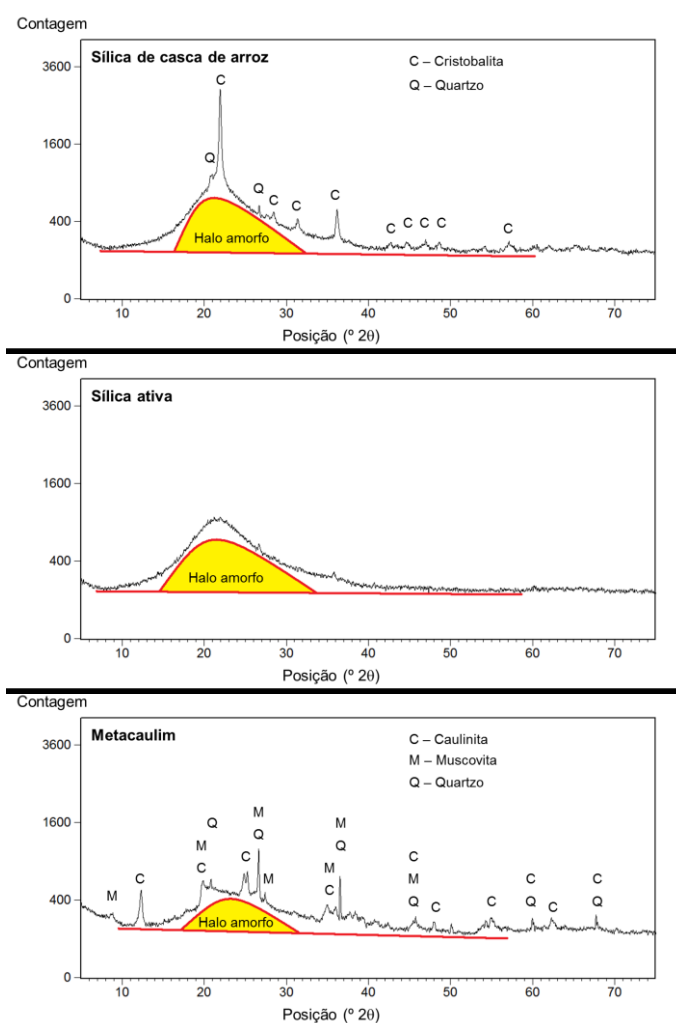 Contagem
Sílica de casca de arroz
C – Cristobalita
Q – Quartzo
3600
C
1600
Q
Q
C
C
C
C C C C
C
400
Halo amorfo
0
10 20 30 40 50 60 70
Posição (º 2θ)
Contagem
Sílica ativa
3600
1600
400
Halo amorfo
0
10 20 30 40 50 60 70
Posição (º 2θ)
Contagem
Metacaulim
C – Caulinita
M – Muscovita
Q – Quartzo
3600
1600
M
C
M
C
Q
C
M
Q
M
M
C
M
Q
C
M
Q
C
C
C
Q
C
C
Q
400
Halo amorfo
0
10 20 30 40 50 60 70
Posição (º 2θ)